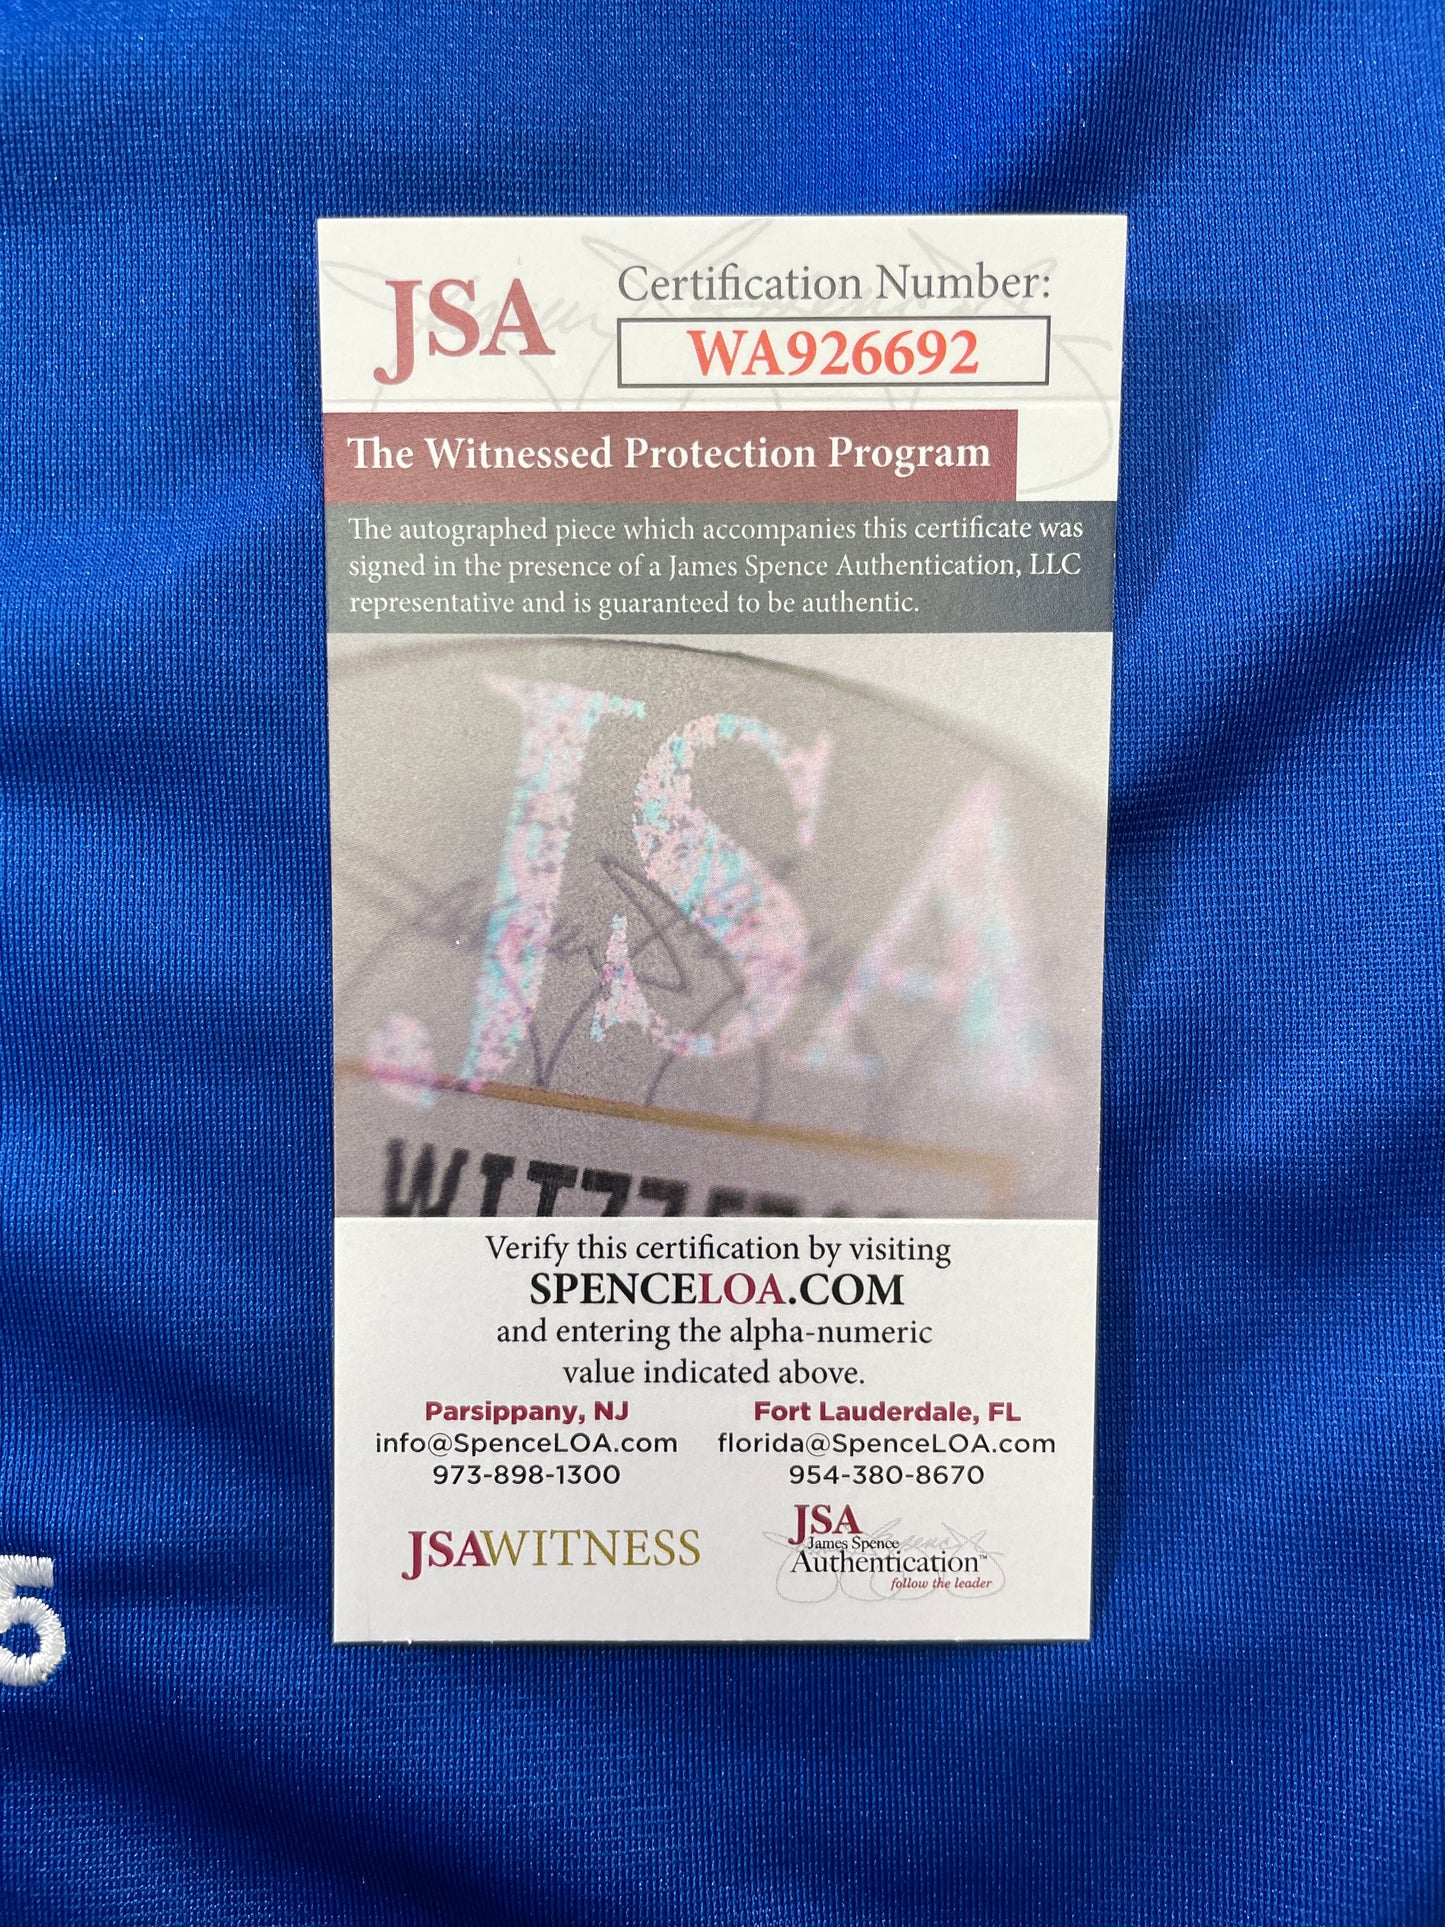 JSA
Certification Number:
WA926692
The Witnessed Protection Program
The autographed piece which accompanies this certificate was
signed in the presence of a James Spence Authentication, LLC
representative and is guaranteed to be authentic.
JSA
Verify this certification by visiting
SPENCELOA.COM
and entering the alpha-numeric
value indicated above.
Parsippany, NJ
info@SpenceLOA.com
973-898-1300
Fort Lauderdale, FL
florida@SpenceLOA.com
954-380-8670
JSAWITNESS
JSA
James Spence
Authentication™
follow the leader
5